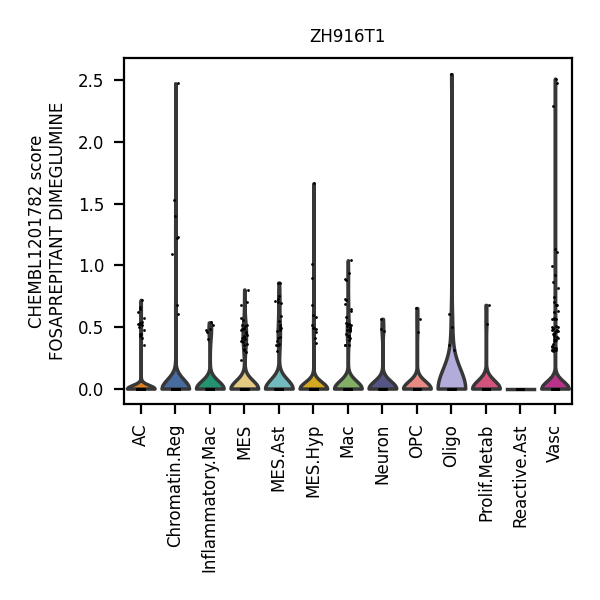 ZH916T1
CHEMBL1201782 score
FOSAPREPITANT DIMEGLUMINE
2.5
2.0
1.5
1.0
0.5
0.0
AC
Chromatin.Reg
Inflammatory.Mac
MES
MES.Ast
MES.Hyp
Mac
Neuron
OPC
Oligo
Prolif.Metab
Reactive.Ast
Vasc